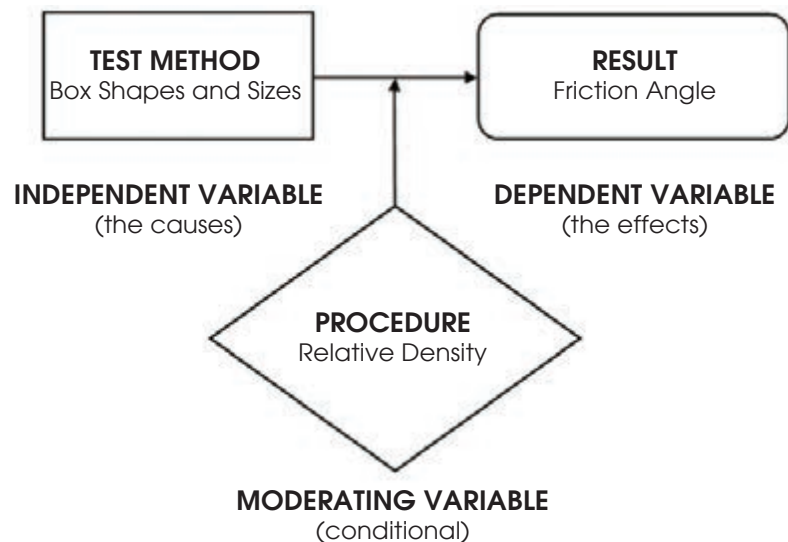 TEST METHOD
Box Shapes and Sizes
RESULT
Friction Angle
INDEPENDENT VARIABLE
(the causes)
DEPENDENT VARIABLE
(the effects)
PROCEDURE
Relative Density
MODERATING VARIABLE
(conditional)